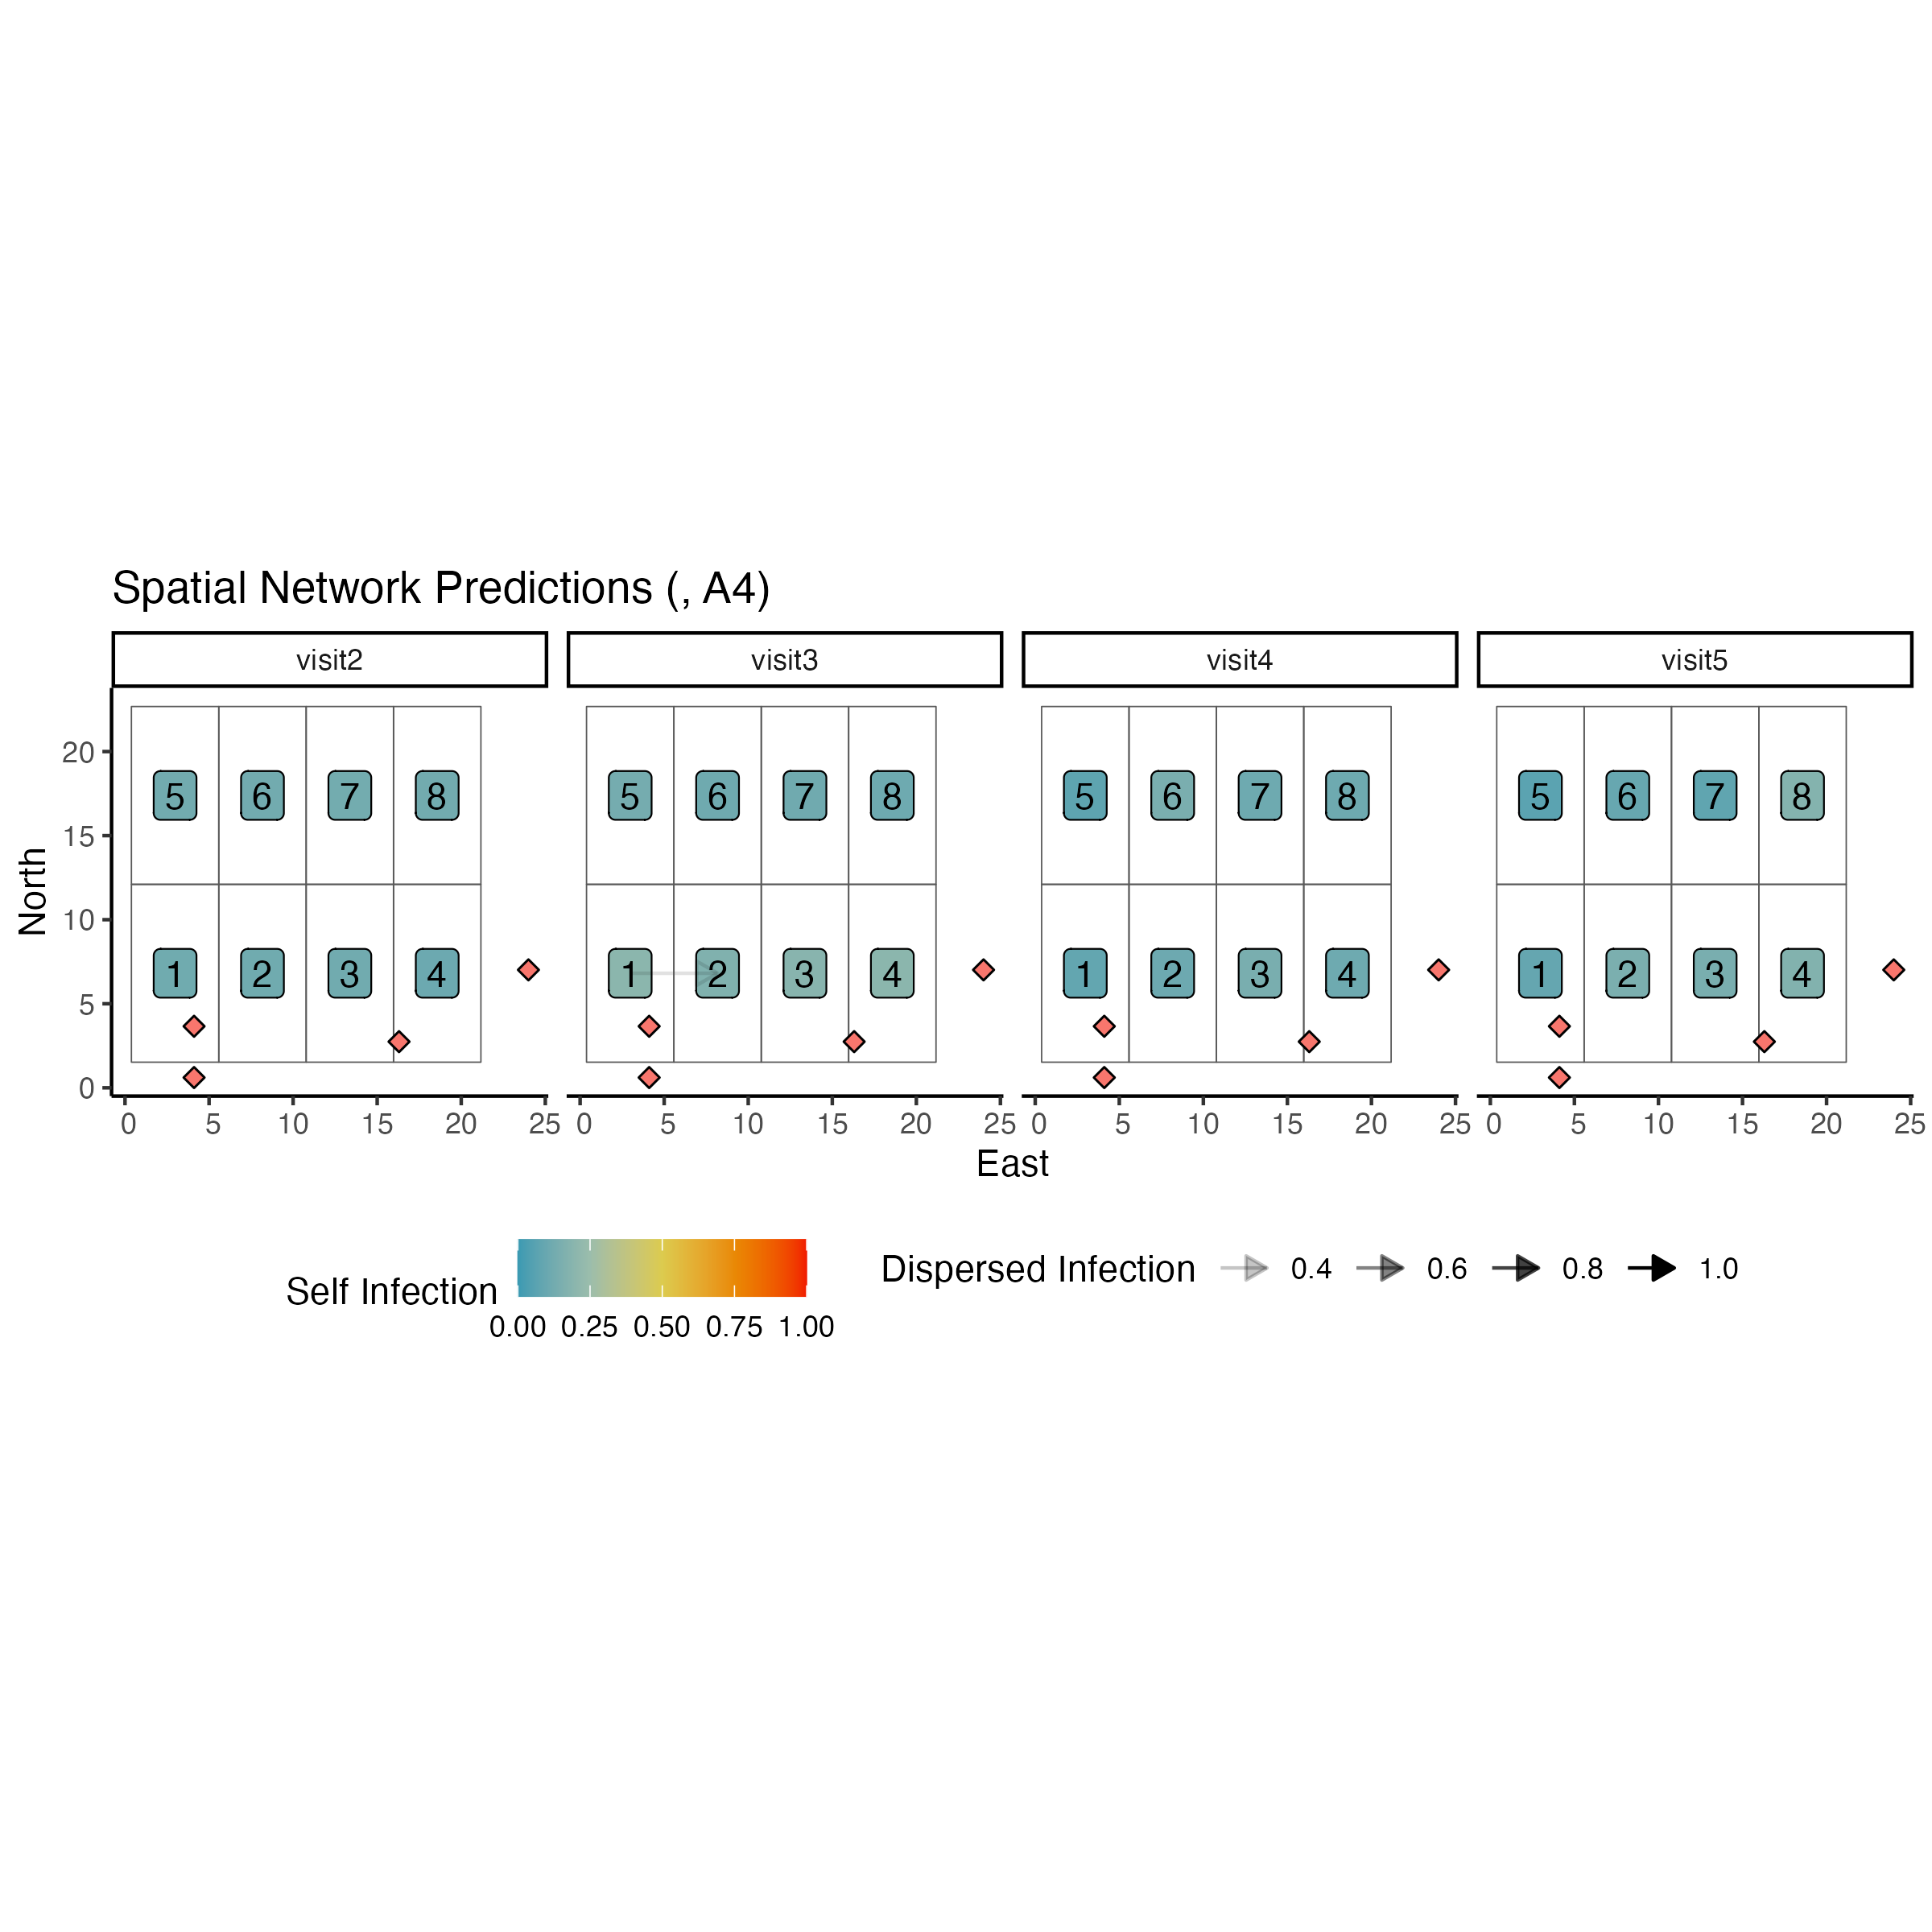 Spatial Network Predictions (, A4)
visit2 visit3 visit4 visit5
North
20
15
10
5
0
5 6 7 8 5 6 7 8 5 6 7 8 5 6 7 8
1 2 3 4 1 2 3 4 1 2 3 4 1 2 3 4
0 5 10 15 20 25 0 5 10 15 20 25 0 5 10 15 20 25 0 5 10 15 20 25
East
Self Infection
0.00 0.25 0.50 0.75 1.00
Dispersed Infection 0.4 0.6 0.8 1.0